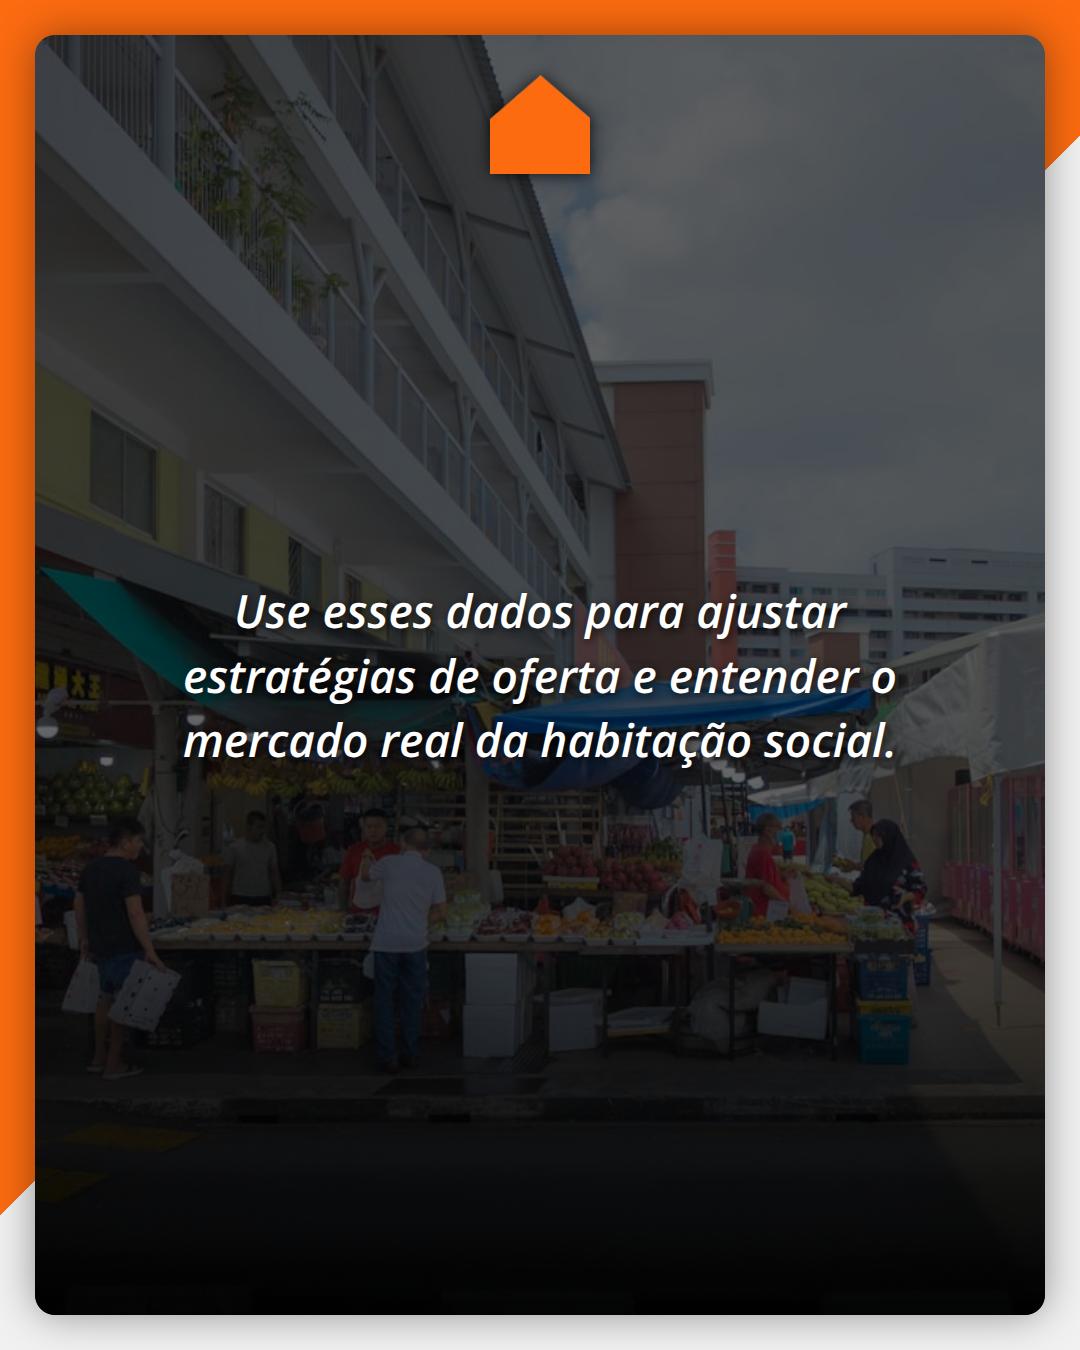 Use esses dados para ajustar
estratégias de oferta e entender o
mercado real da habitação social.